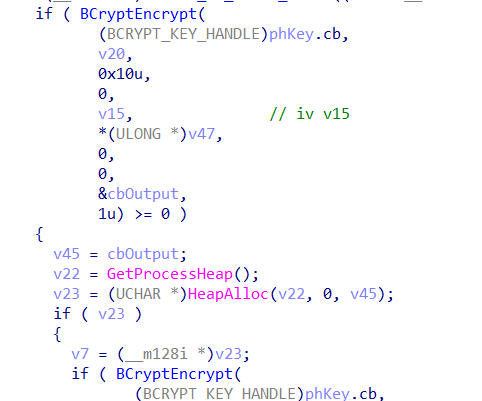 if ( BCryptEncrypt(
(BCRYPT_KEY_HANDLE)phKey.cb,
v20,
0x10u,
0,
v15, // iv v15
*(ULONG *)v47,
0,
0,
&cbOutput,
1u) >= 0 )
{
v45 = cbOutput;
v22 = GetProcessHeap();
v23 = (UCHAR *)HeapAlloc(v22, 0, v45);
if ( v23 )
{
v7 = (__m128i *)v23;
if ( BCryptEncrypt(
(BCRYPT_KEY_HANDLE)phKey.cb,